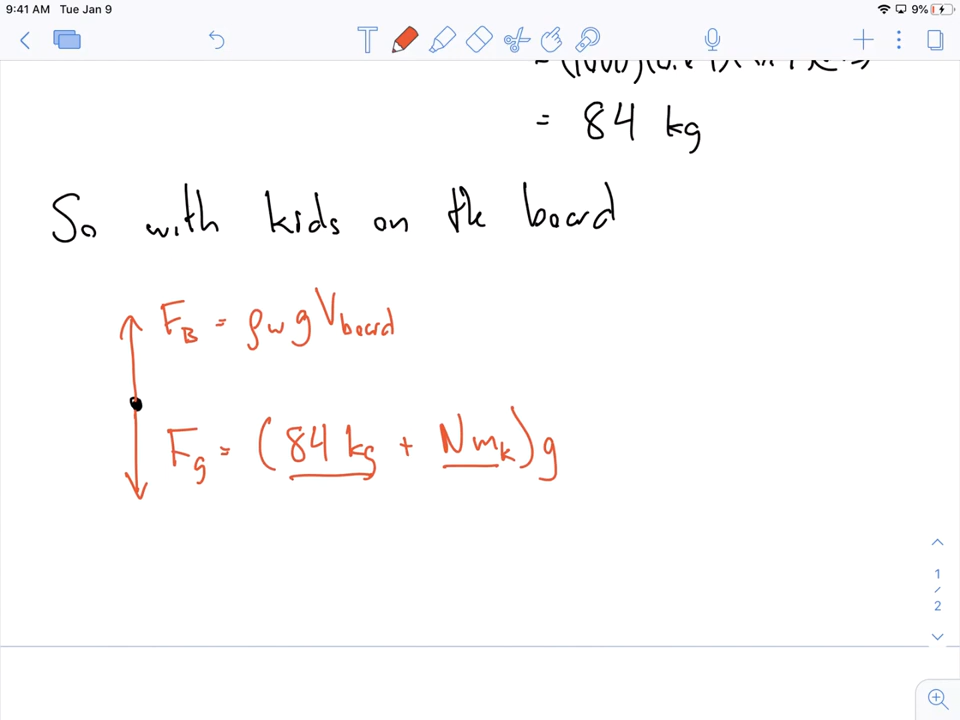 9:41 AM Tue Jan 9
9%
T
= 84 kg
So with kids on the board
F_B = ρ_w g V_board
F_g = (84 kg + N m_k) g
1
/
2